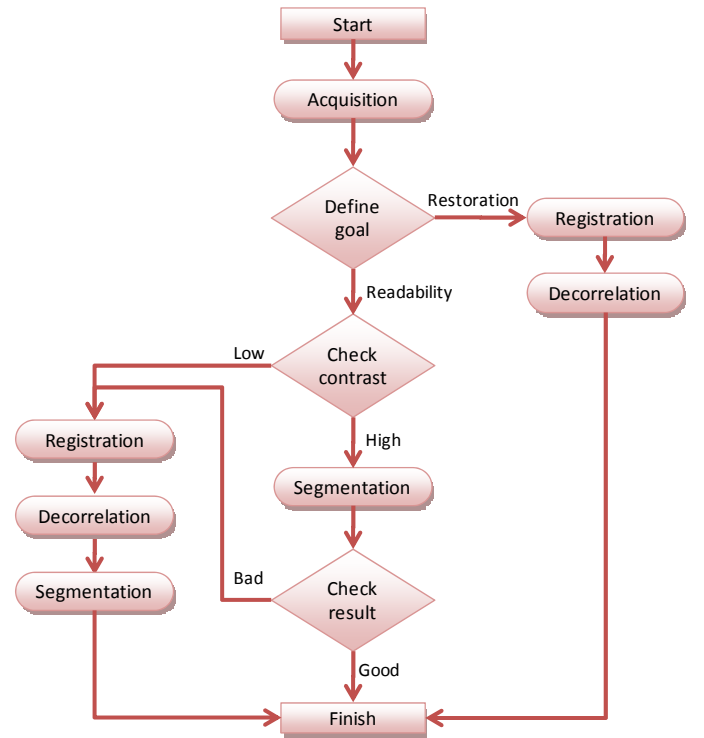 Start
Acquisition
Define
goal
Restoration
Registration
Decorrelation
Readability
Check
contrast
Low
High
Registration
Decorrelation
Segmentation
Segmentation
Check
result
Bad
Good
Finish